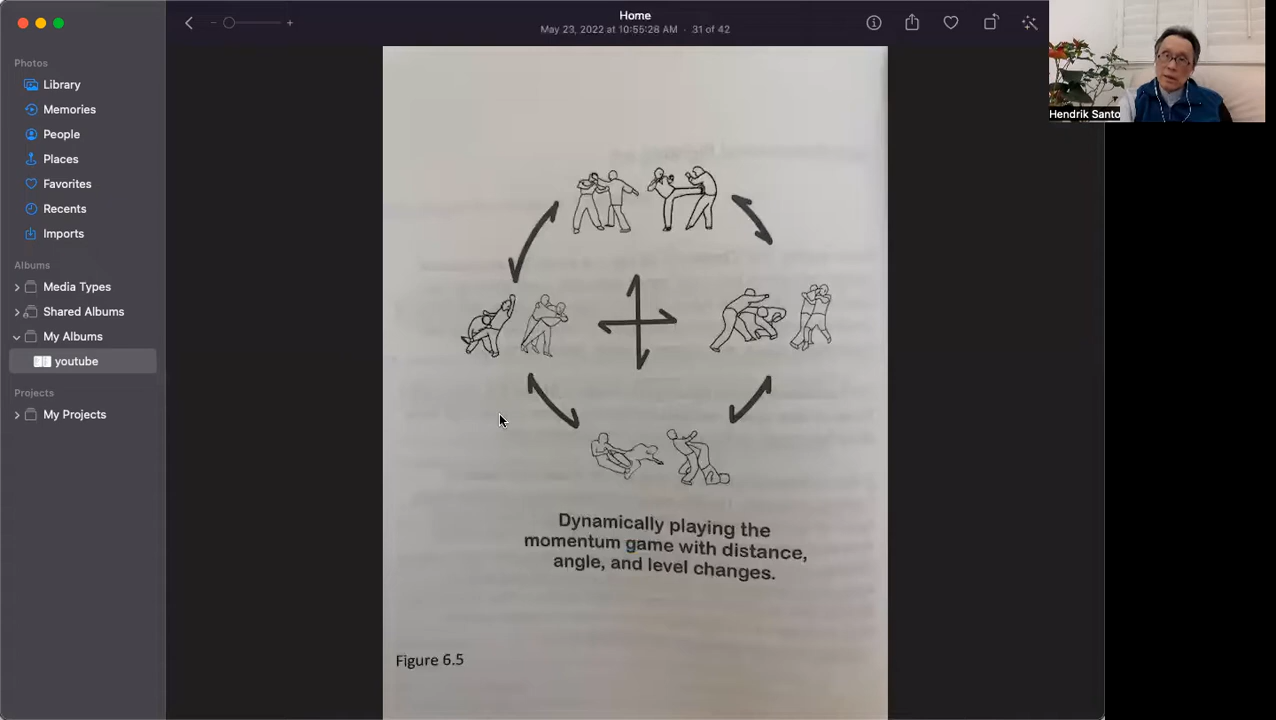 Home
May 23, 2022 at 10:55:28 AM · 31 of 42
Hendrik Santo
Photos
Library
Memories
People
Places
Favorites
Recents
Imports
Albums
Media Types
Shared Albums
My Albums
youtube
Projects
My Projects
Dynamically playing the
momentum game with distance,
angle, and level changes.
Figure 6.5